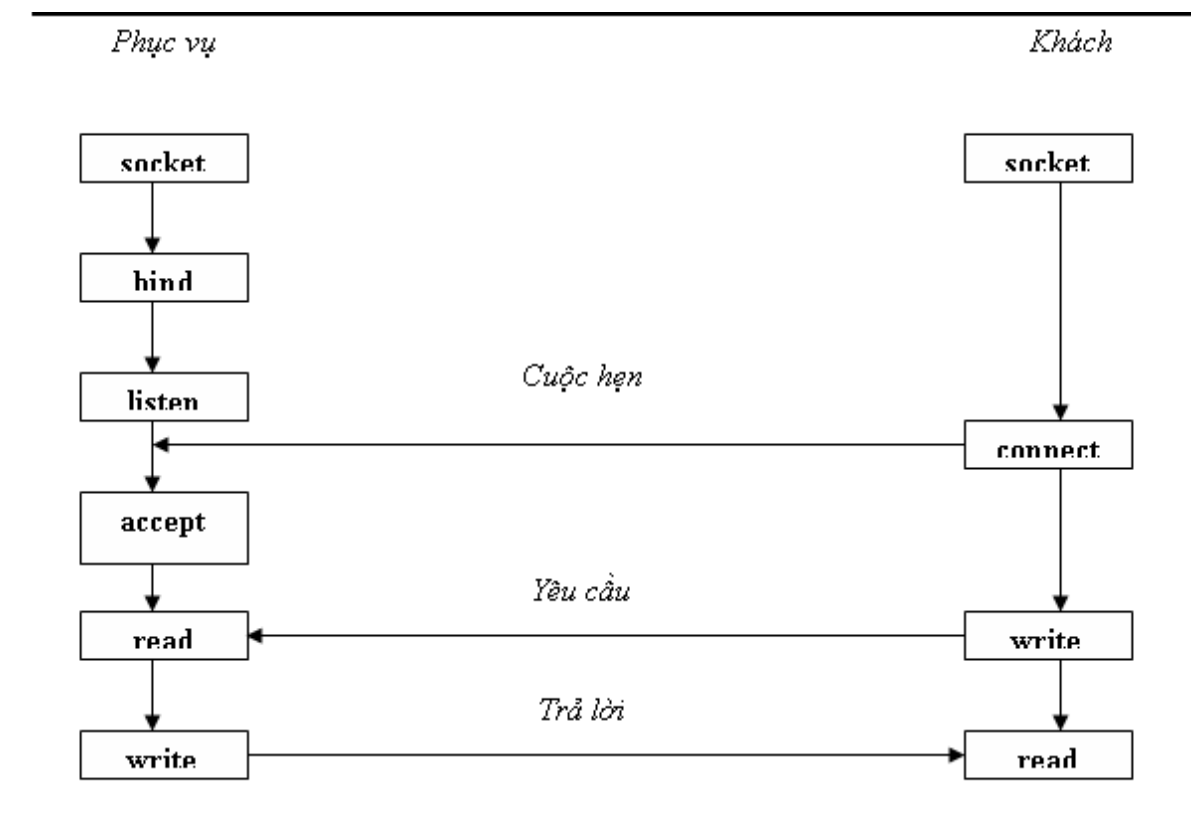 Phục vụ Khách
socket socket
bind
Cuộc hẹn
listen
connect
accept
Yêu cầu
read write
Trả lời
write read